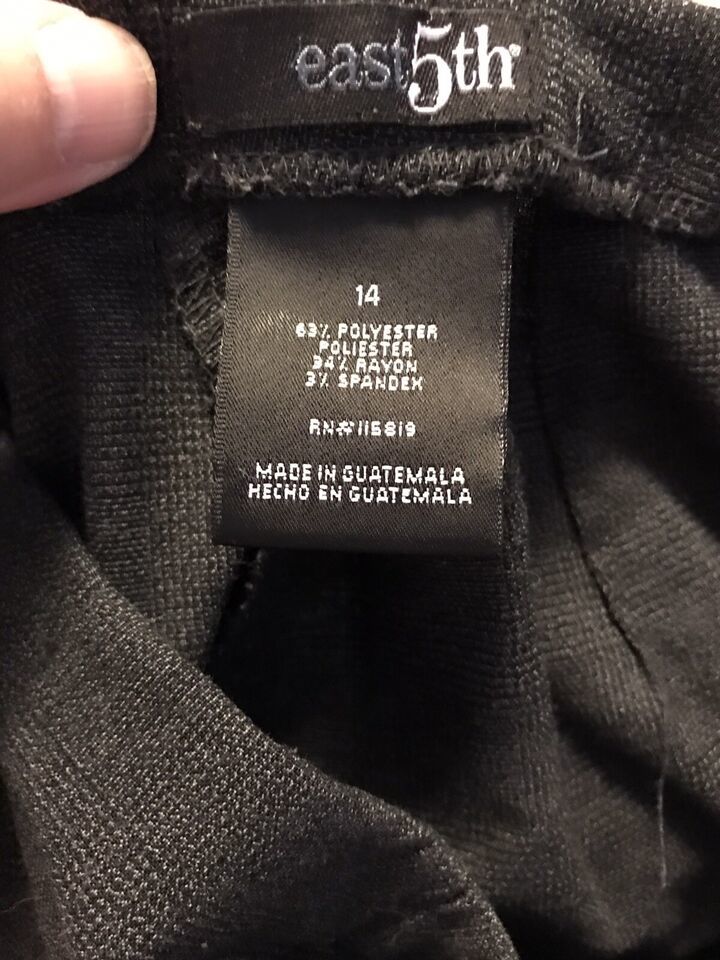 east5th®
14
63% POLYESTER
POLIESTER
34% RAYON
3% SPANDEX
RN#115819
MADE IN GUATEMALA
HECHO EN GUATEMALA